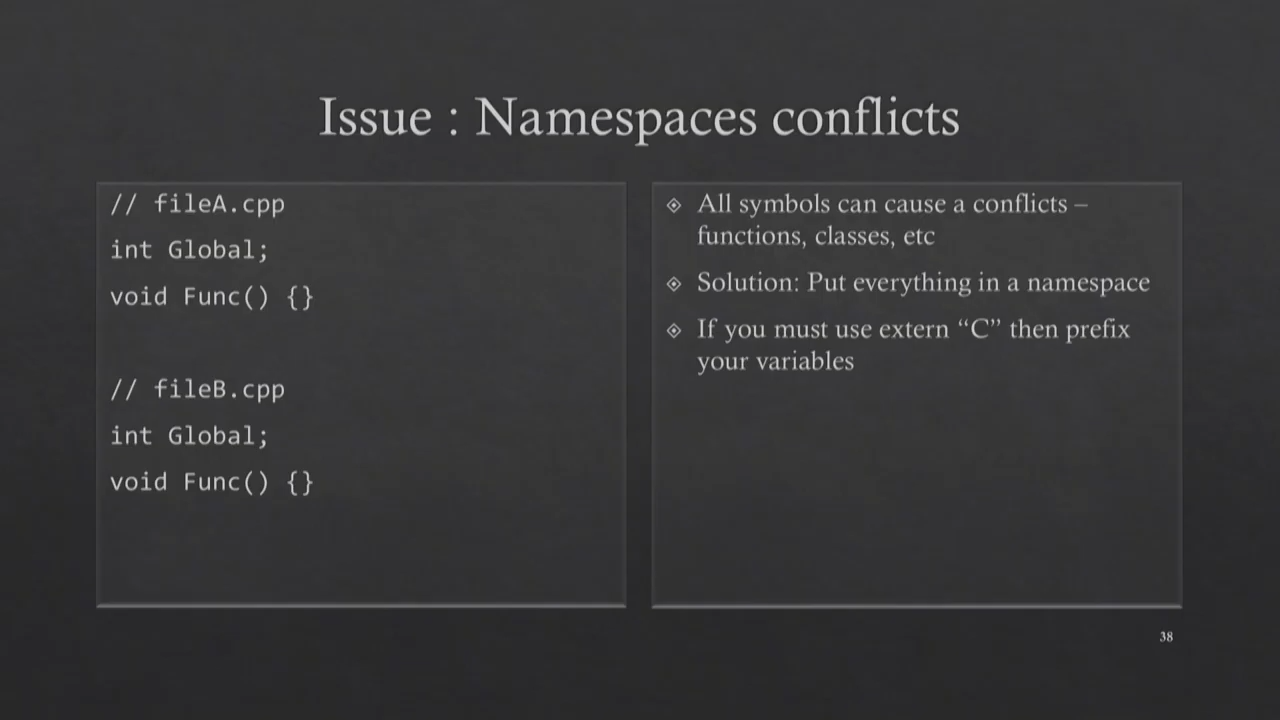 Issue : Namespaces conflicts
// fileA.cpp
int Global;
void Func() {}
// fileB.cpp
int Global;
void Func() {}
All symbols can cause a conflicts –
functions, classes, etc
Solution: Put everything in a namespace
If you must use extern “C” then prefix
your variables
38